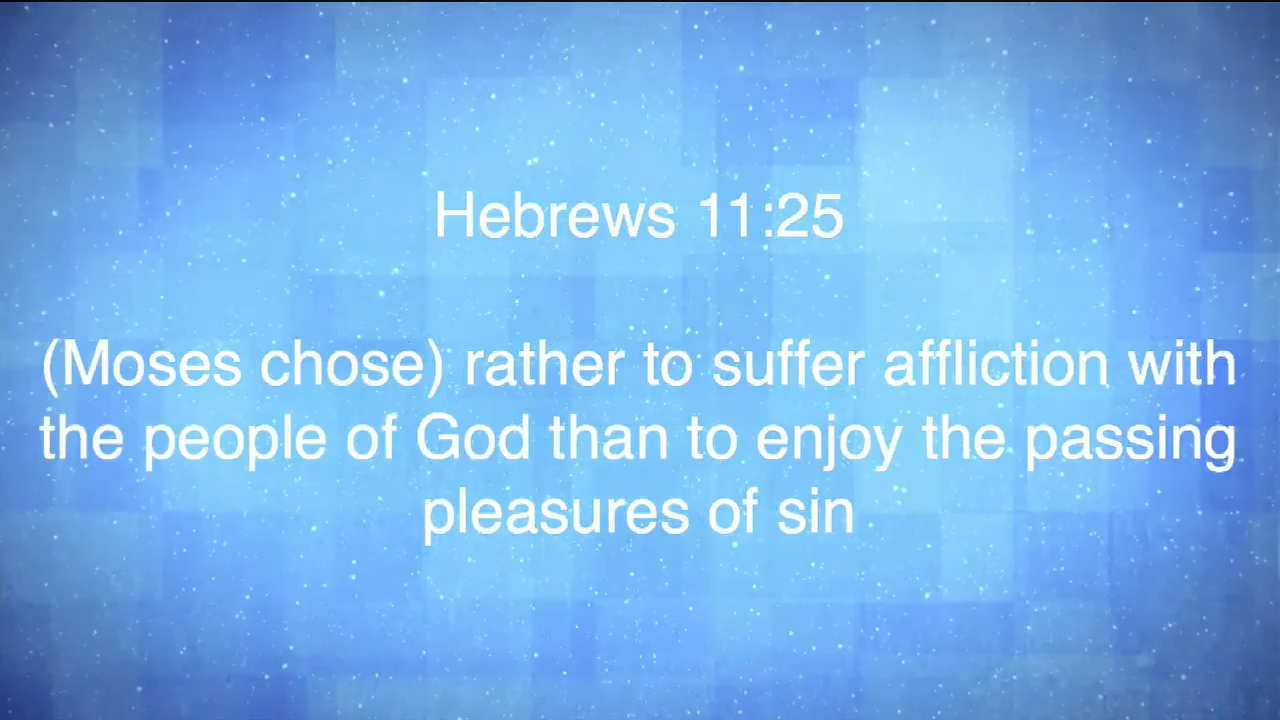 Hebrews 11:25
(Moses chose) rather to suffer affliction with
the people of God than to enjoy the passing
pleasures of sin